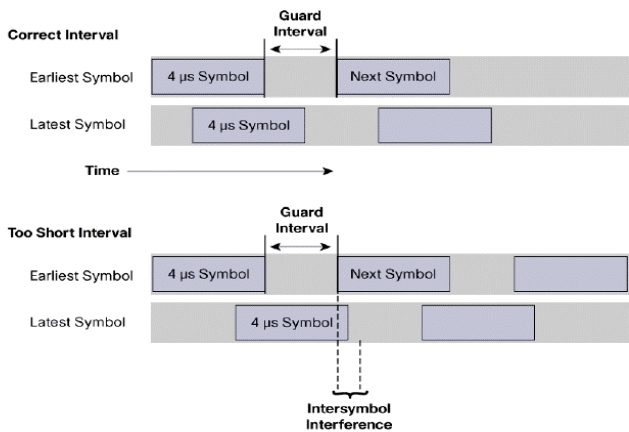 Guard
Interval
Correct Interval
Earliest Symbol
4 µs Symbol
Next Symbol
Latest Symbol
4 µs Symbol
Time
Guard
Interval
Too Short Interval
Earliest Symbol
4 µs Symbol
Next Symbol
Latest Symbol
4 µs Symbol
Intersymbol
Interference